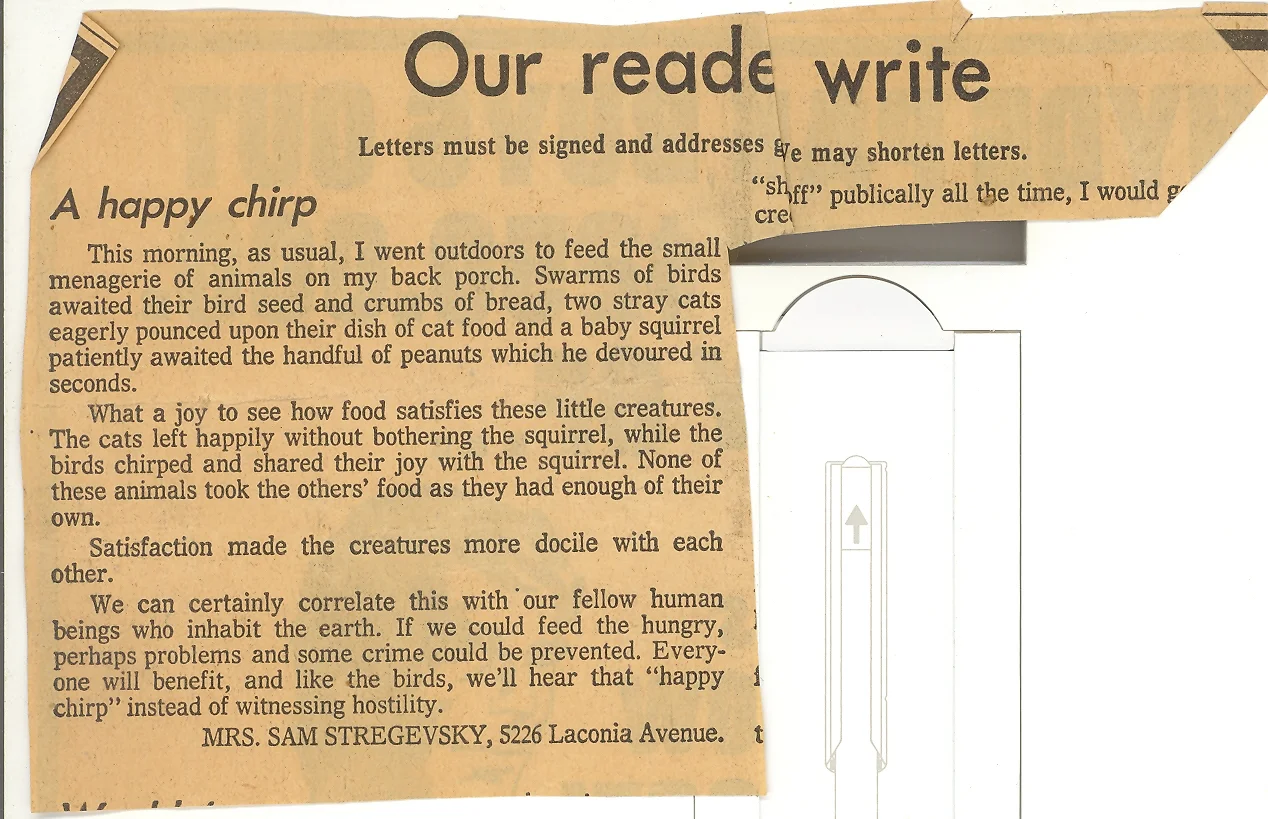 Our reade write
Letters must be signed and addresses g e may shorten letters.
"sh ff" publically all the time, I would g
cre
A happy chirp
This morning, as usual, I went outdoors to feed the small
menagerie of animals on my back porch. Swarms of birds
awaited their bird seed and crumbs of bread, two stray cats
eagerly pounced upon their dish of cat food and a baby squirrel
patiently awaited the handful of peanuts which he devoured in
seconds.
What a joy to see how food satisfies these little creatures.
The cats left happily without bothering the squirrel, while the
birds chirped and shared their joy with the squirrel. None of
these animals took the others' food as they had enough of their
own.
Satisfaction made the creatures more docile with each
other.
We can certainly correlate this with our fellow human
beings who inhabit the earth. If we could feed the hungry,
perhaps problems and some crime could be prevented. Every-
one will benefit, and like the birds, we'll hear that "happy
chirp" instead of witnessing hostility.
MRS. SAM STREGEVSKY, 5226 Laconia Avenue.
t